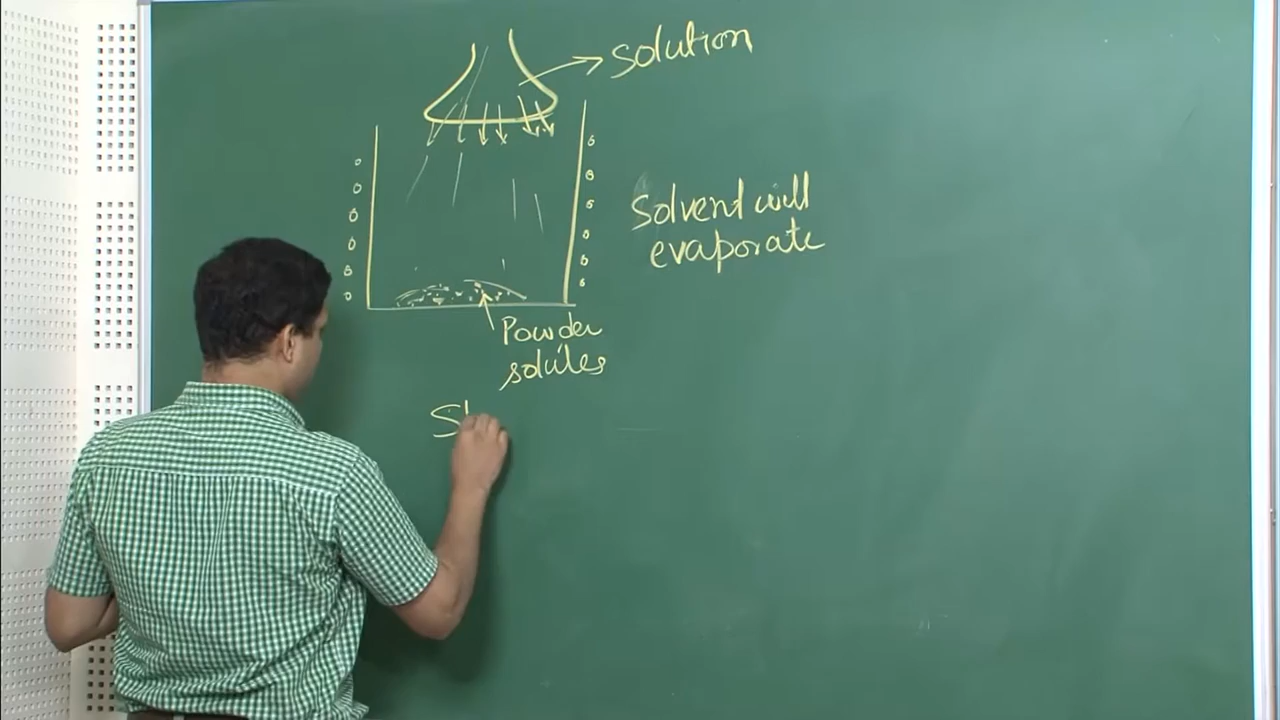 solution
Solvent will
evaporate
Powder
solutes
S